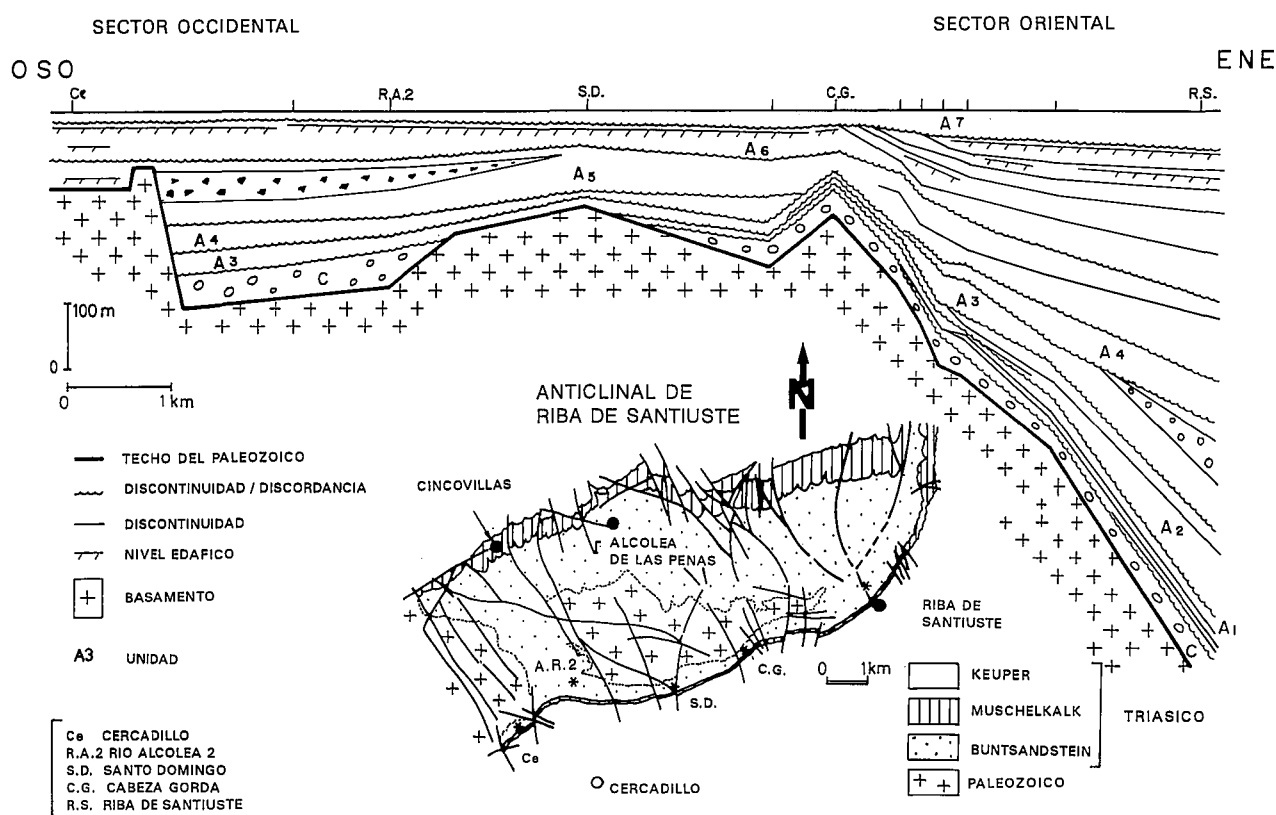 SECTOR OCCIDENTAL
SECTOR ORIENTAL
OSO
ENE
Ce
R.A.2
S.D.
C.G.
R.S.
A7
A6
A5
A4
A3
C
A3
A4
A2
A1
C
100 m
0
0
1 km
N
ANTICLINAL DE
RIBA DE SANTIUSTE
TECHO DEL PALEOZOICO
DISCONTINUIDAD / DISCORDANCIA
DISCONTINUIDAD
NIVEL EDAFICO
BASAMENTO
A3 UNIDAD
Ce CERCADILLO
R.A.2 RIO ALCOLEA 2
S.D. SANTO DOMINGO
C.G. CABEZA GORDA
R.S. RIBA DE SANTIUSTE
CINCOVILLAS
ALCOLEA
DE LAS PENAS
RIBA DE
SANTIUSTE
A.R.2
S.D.
C.G.
Ce
0 1km
CERCADILLO
KEUPER
MUSCHELKALK
BUNTSANDSTEIN
TRIASICO
PALEOZOICO